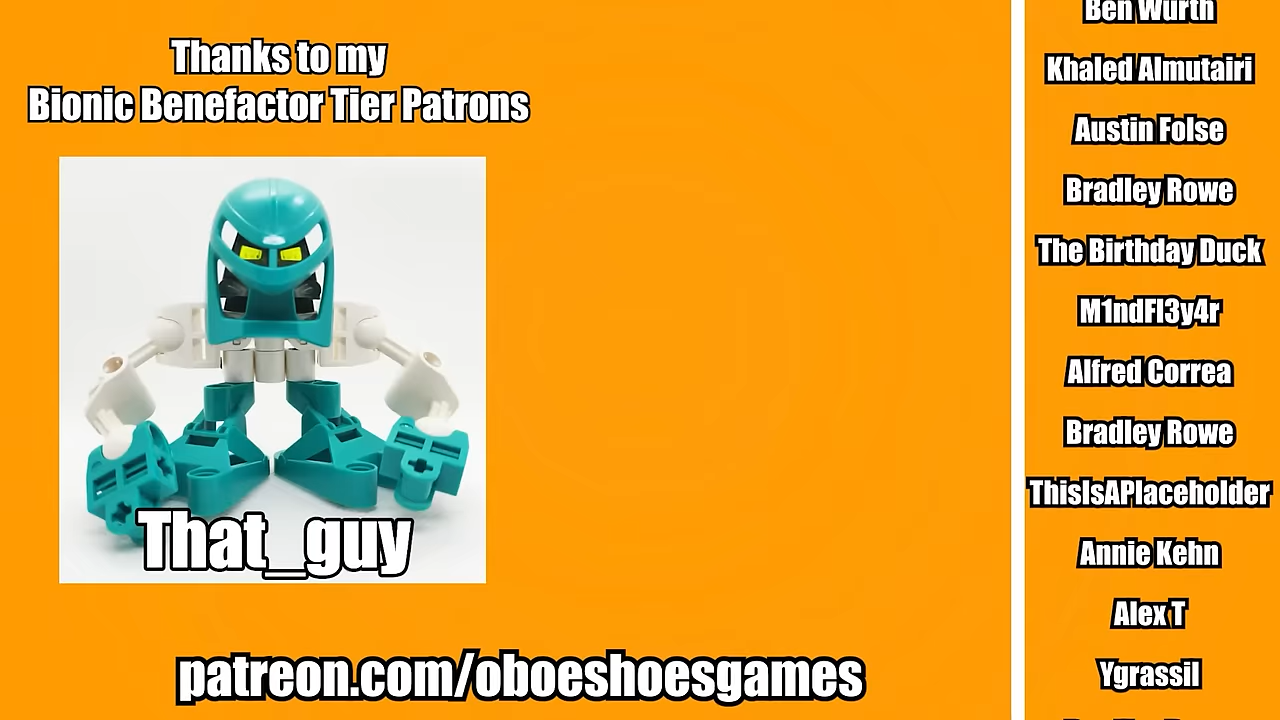 Thanks to my
Bionic Benefactor Tier Patrons
That_guy
patreon.com/oboeshoesgames
Ben Wurth
Khaled Almutairi
Austin Folse
Bradley Rowe
The Birthday Duck
M1ndFl3y4r
Alfred Correa
Bradley Rowe
ThisIsAPlaceholder
Annie Kehn
Alex T
Ygrassil